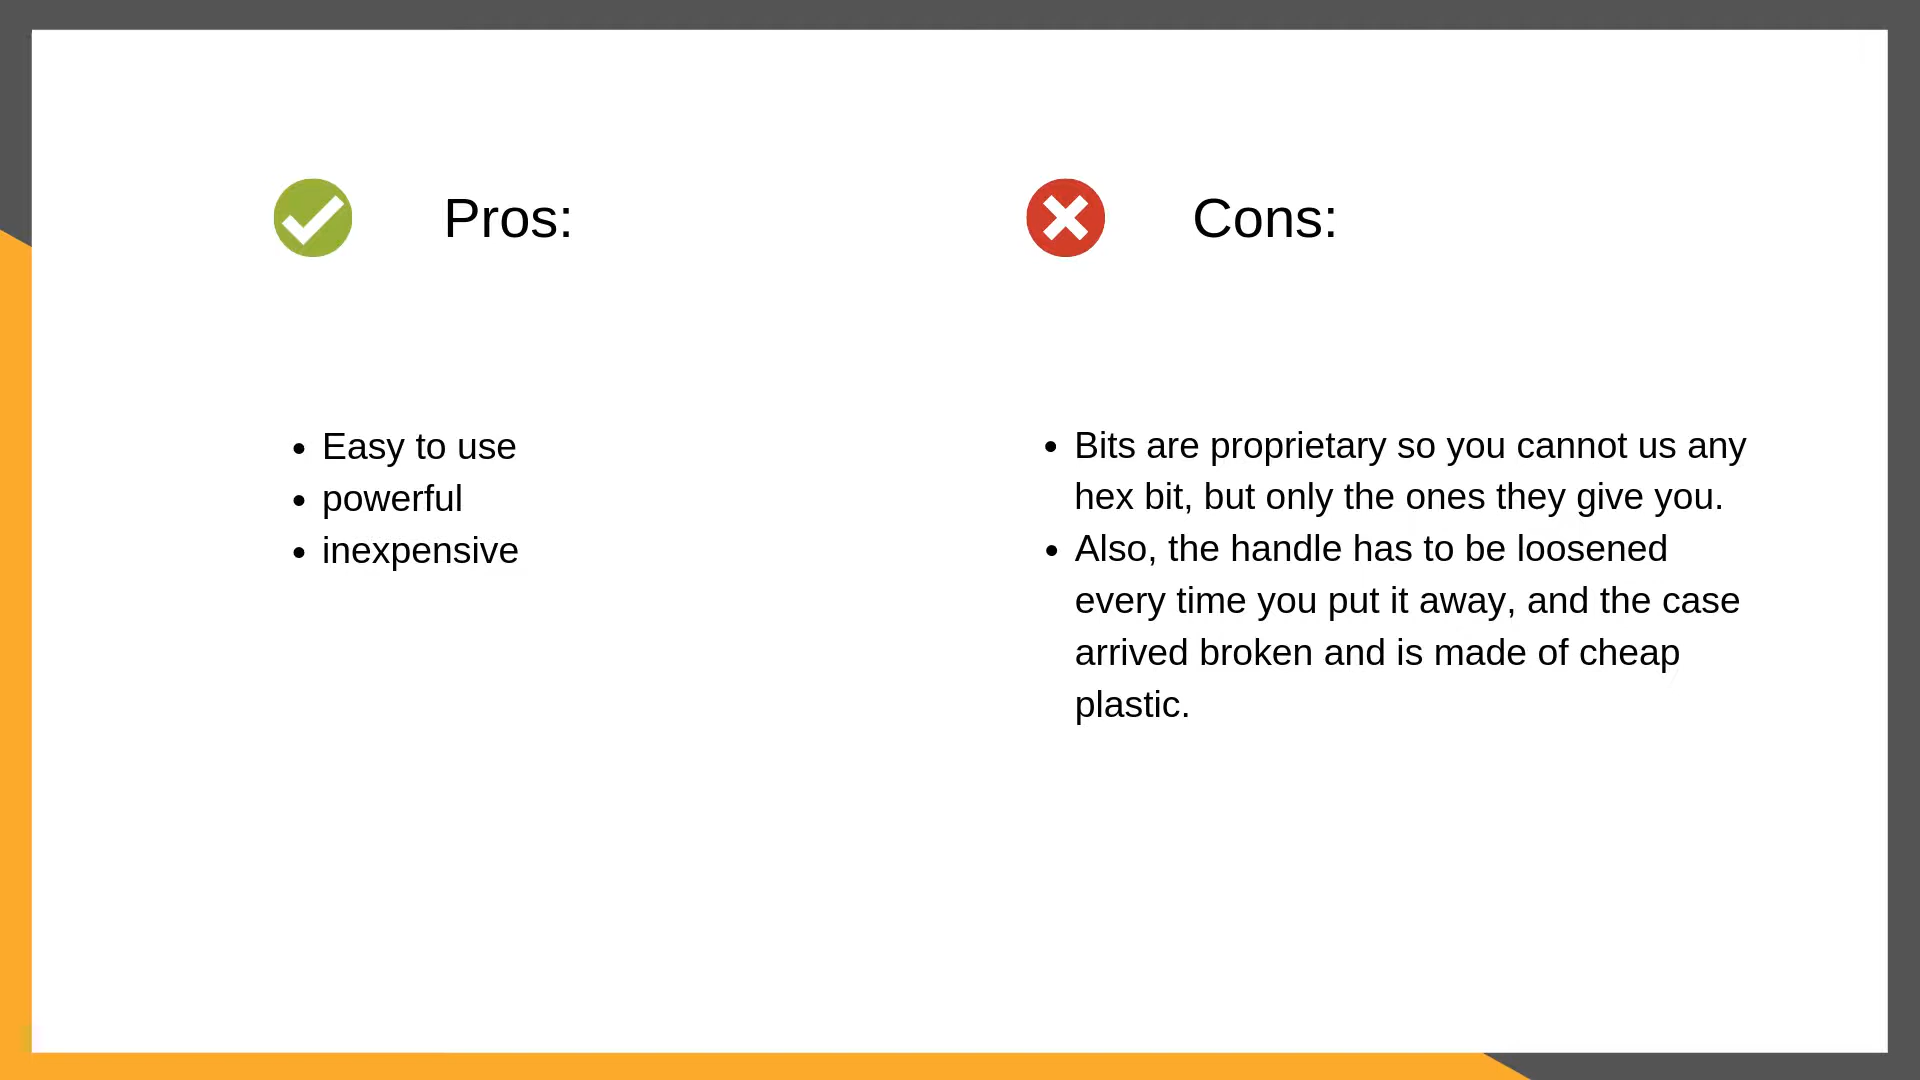 Pros:
• Easy to use
• powerful
• inexpensive
Cons:
• Bits are proprietary so you cannot us any
hex bit, but only the ones they give you.
• Also, the handle has to be loosened
every time you put it away, and the case
arrived broken and is made of cheap
plastic.